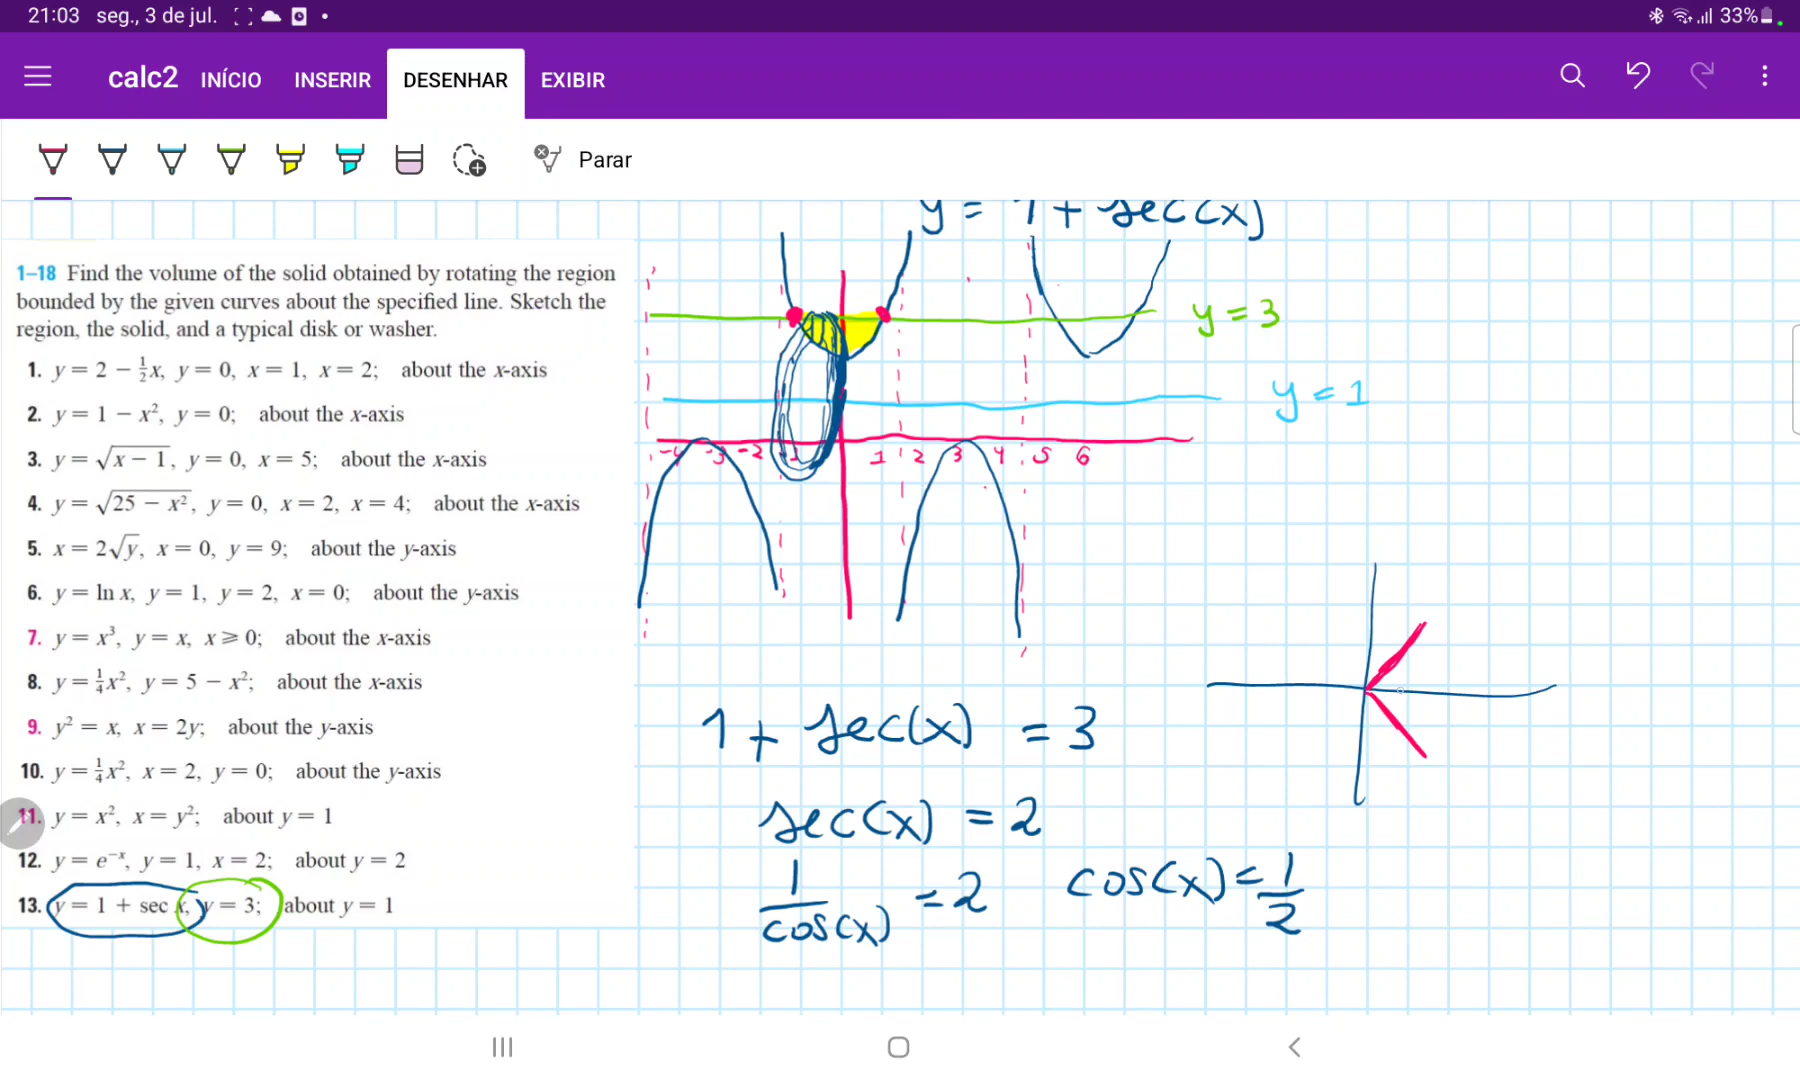 21:03 seg., 3 de jul.
33%
calc2 INÍCIO INSERIR DESENHAR EXIBIR
Parar
1–18 Find the volume of the solid obtained by rotating the region
bounded by the given curves about the specified line. Sketch the
region, the solid, and a typical disk or washer.
1. y = 2 − ½x, y = 0, x = 1, x = 2; about the x-axis
2. y = 1 − x², y = 0; about the x-axis
3. y = √(x − 1), y = 0, x = 5; about the x-axis
4. y = √(25 − x²), y = 0, x = 2, x = 4; about the x-axis
5. x = 2√y, x = 0, y = 9; about the y-axis
6. y = ln x, y = 1, y = 2, x = 0; about the y-axis
7. y = x³, y = x, x ⩾ 0; about the x-axis
8. y = ¼x², y = 5 − x²; about the x-axis
9. y² = x, x = 2y; about the y-axis
10. y = ¼x², x = 2, y = 0; about the y-axis
11. y = x², x = y²; about y = 1
12. y = e⁻ˣ, y = 1, x = 2; about y = 2
13. y = 1 + sec x, y = 3; about y = 1
y = 1 + sec(x)
y = 3
y = 1
-4 -3 -2 1 2 3 4 5 6
1 + sec(x) = 3
sec(x) = 2
1/cos(x) = 2 cos(x) = 1/2